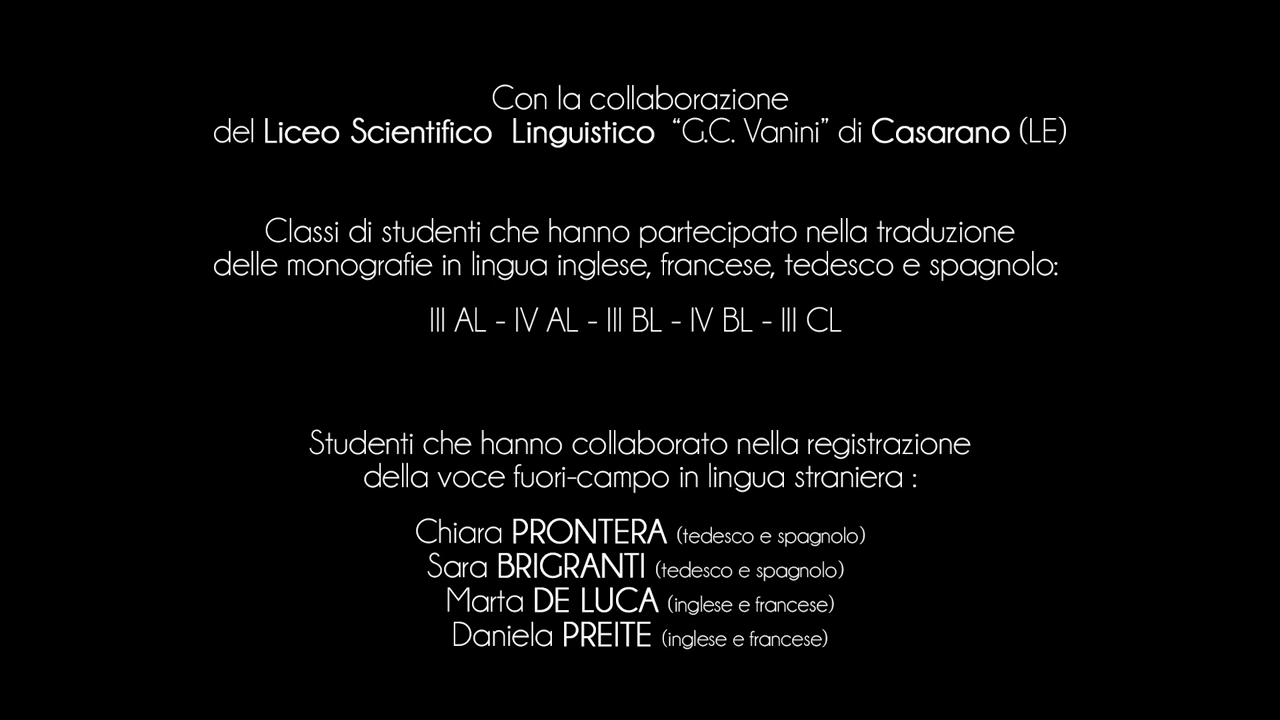 Con la collaborazione
del Liceo Scientifico Linguistico “G.C. Vanini” di Casarano (LE)
Classi di studenti che hanno partecipato nella traduzione
delle monografie in lingua inglese, francese, tedesco e spagnolo:
III AL - IV AL - III BL - IV BL - III CL
Studenti che hanno collaborato nella registrazione
della voce fuori-campo in lingua straniera :
Chiara PRONTERA (tedesco e spagnolo)
Sara BRIGRANTI (tedesco e spagnolo)
Marta DE LUCA (inglese e francese)
Daniela PREITE (inglese e francese)